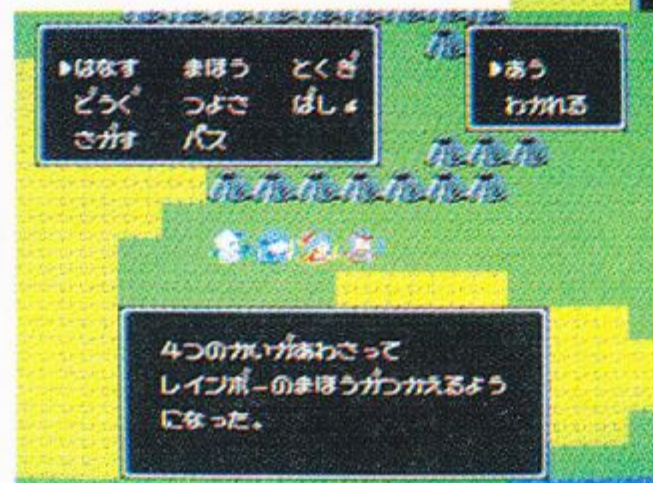 ▶はなす まほう とくぎ
どうぐ つよさ ばしょ
さがす パス
▶あう
わかれる
4つのかいがあわさって
レインボーのまほうがつかえるよう
になった。